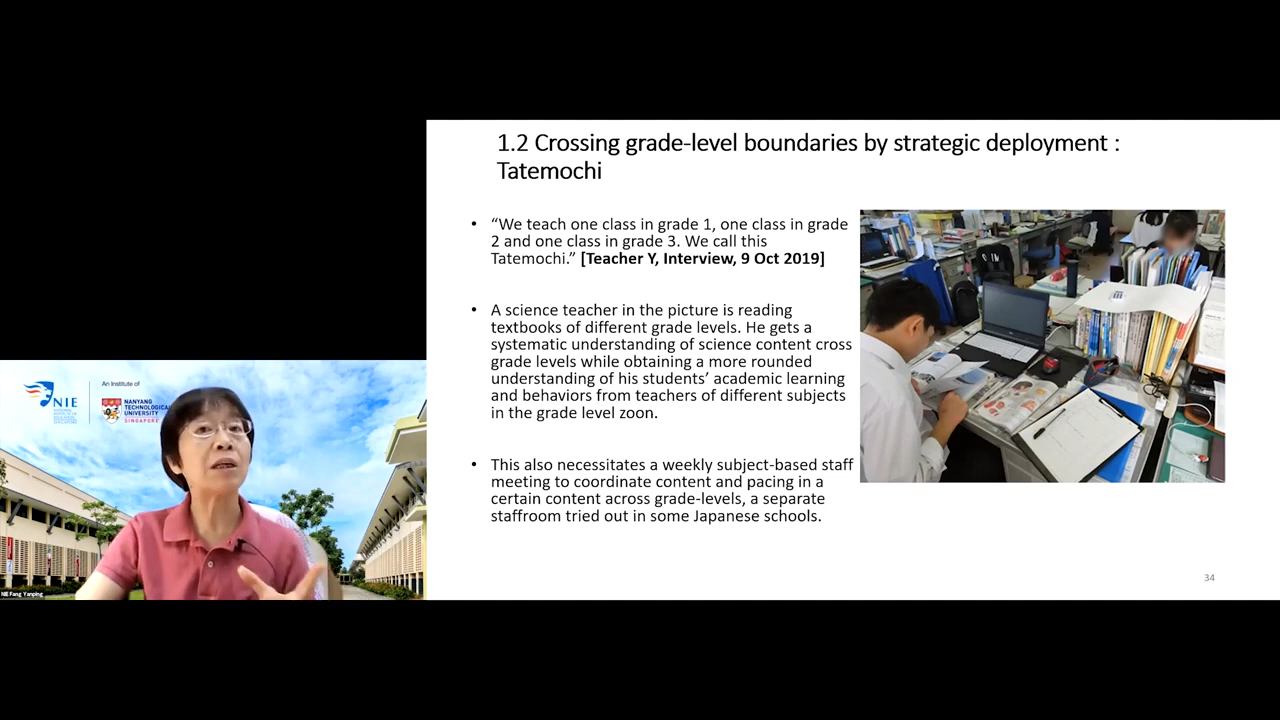 1.2 Crossing grade-level boundaries by strategic deployment :
Tatemochi
• “We teach one class in grade 1, one class in grade
2 and one class in grade 3. We call this
Tatemochi.” [Teacher Y, Interview, 9 Oct 2019]
• A science teacher in the picture is reading
textbooks of different grade levels. He gets a
systematic understanding of science content cross
grade levels while obtaining a more rounded
understanding of his students’ academic learning
and behaviors from teachers of different subjects
in the grade level zoon.
• This also necessitates a weekly subject-based staff
meeting to coordinate content and pacing in a
certain content across grade-levels, a separate
staffroom tried out in some Japanese schools.
34
An Institute of
NIE
NATIONAL
INSTITUTE OF
EDUCATION
SINGAPORE
NANYANG
TECHNOLOGICAL
UNIVERSITY
SINGAPORE
NIE Fang Yanping